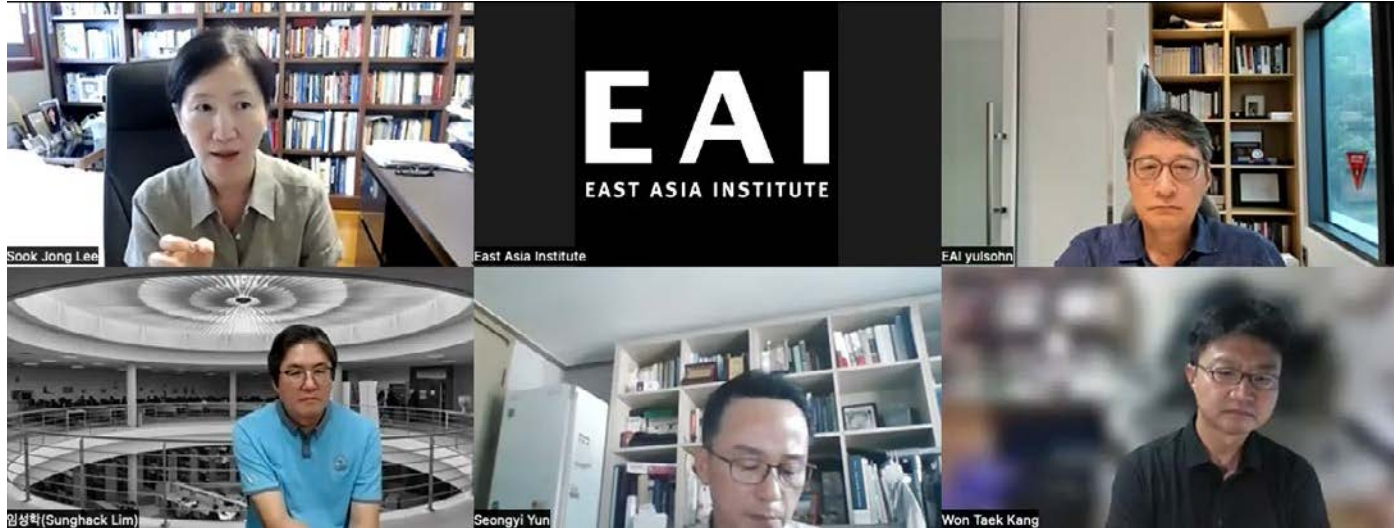 EAI
EAST ASIA INSTITUTE
Sook Jong Lee
East Asia Institute
EAI yulsohn
임성학(Sunghack Lim)
Seongyi Yun
Won Taek Kang